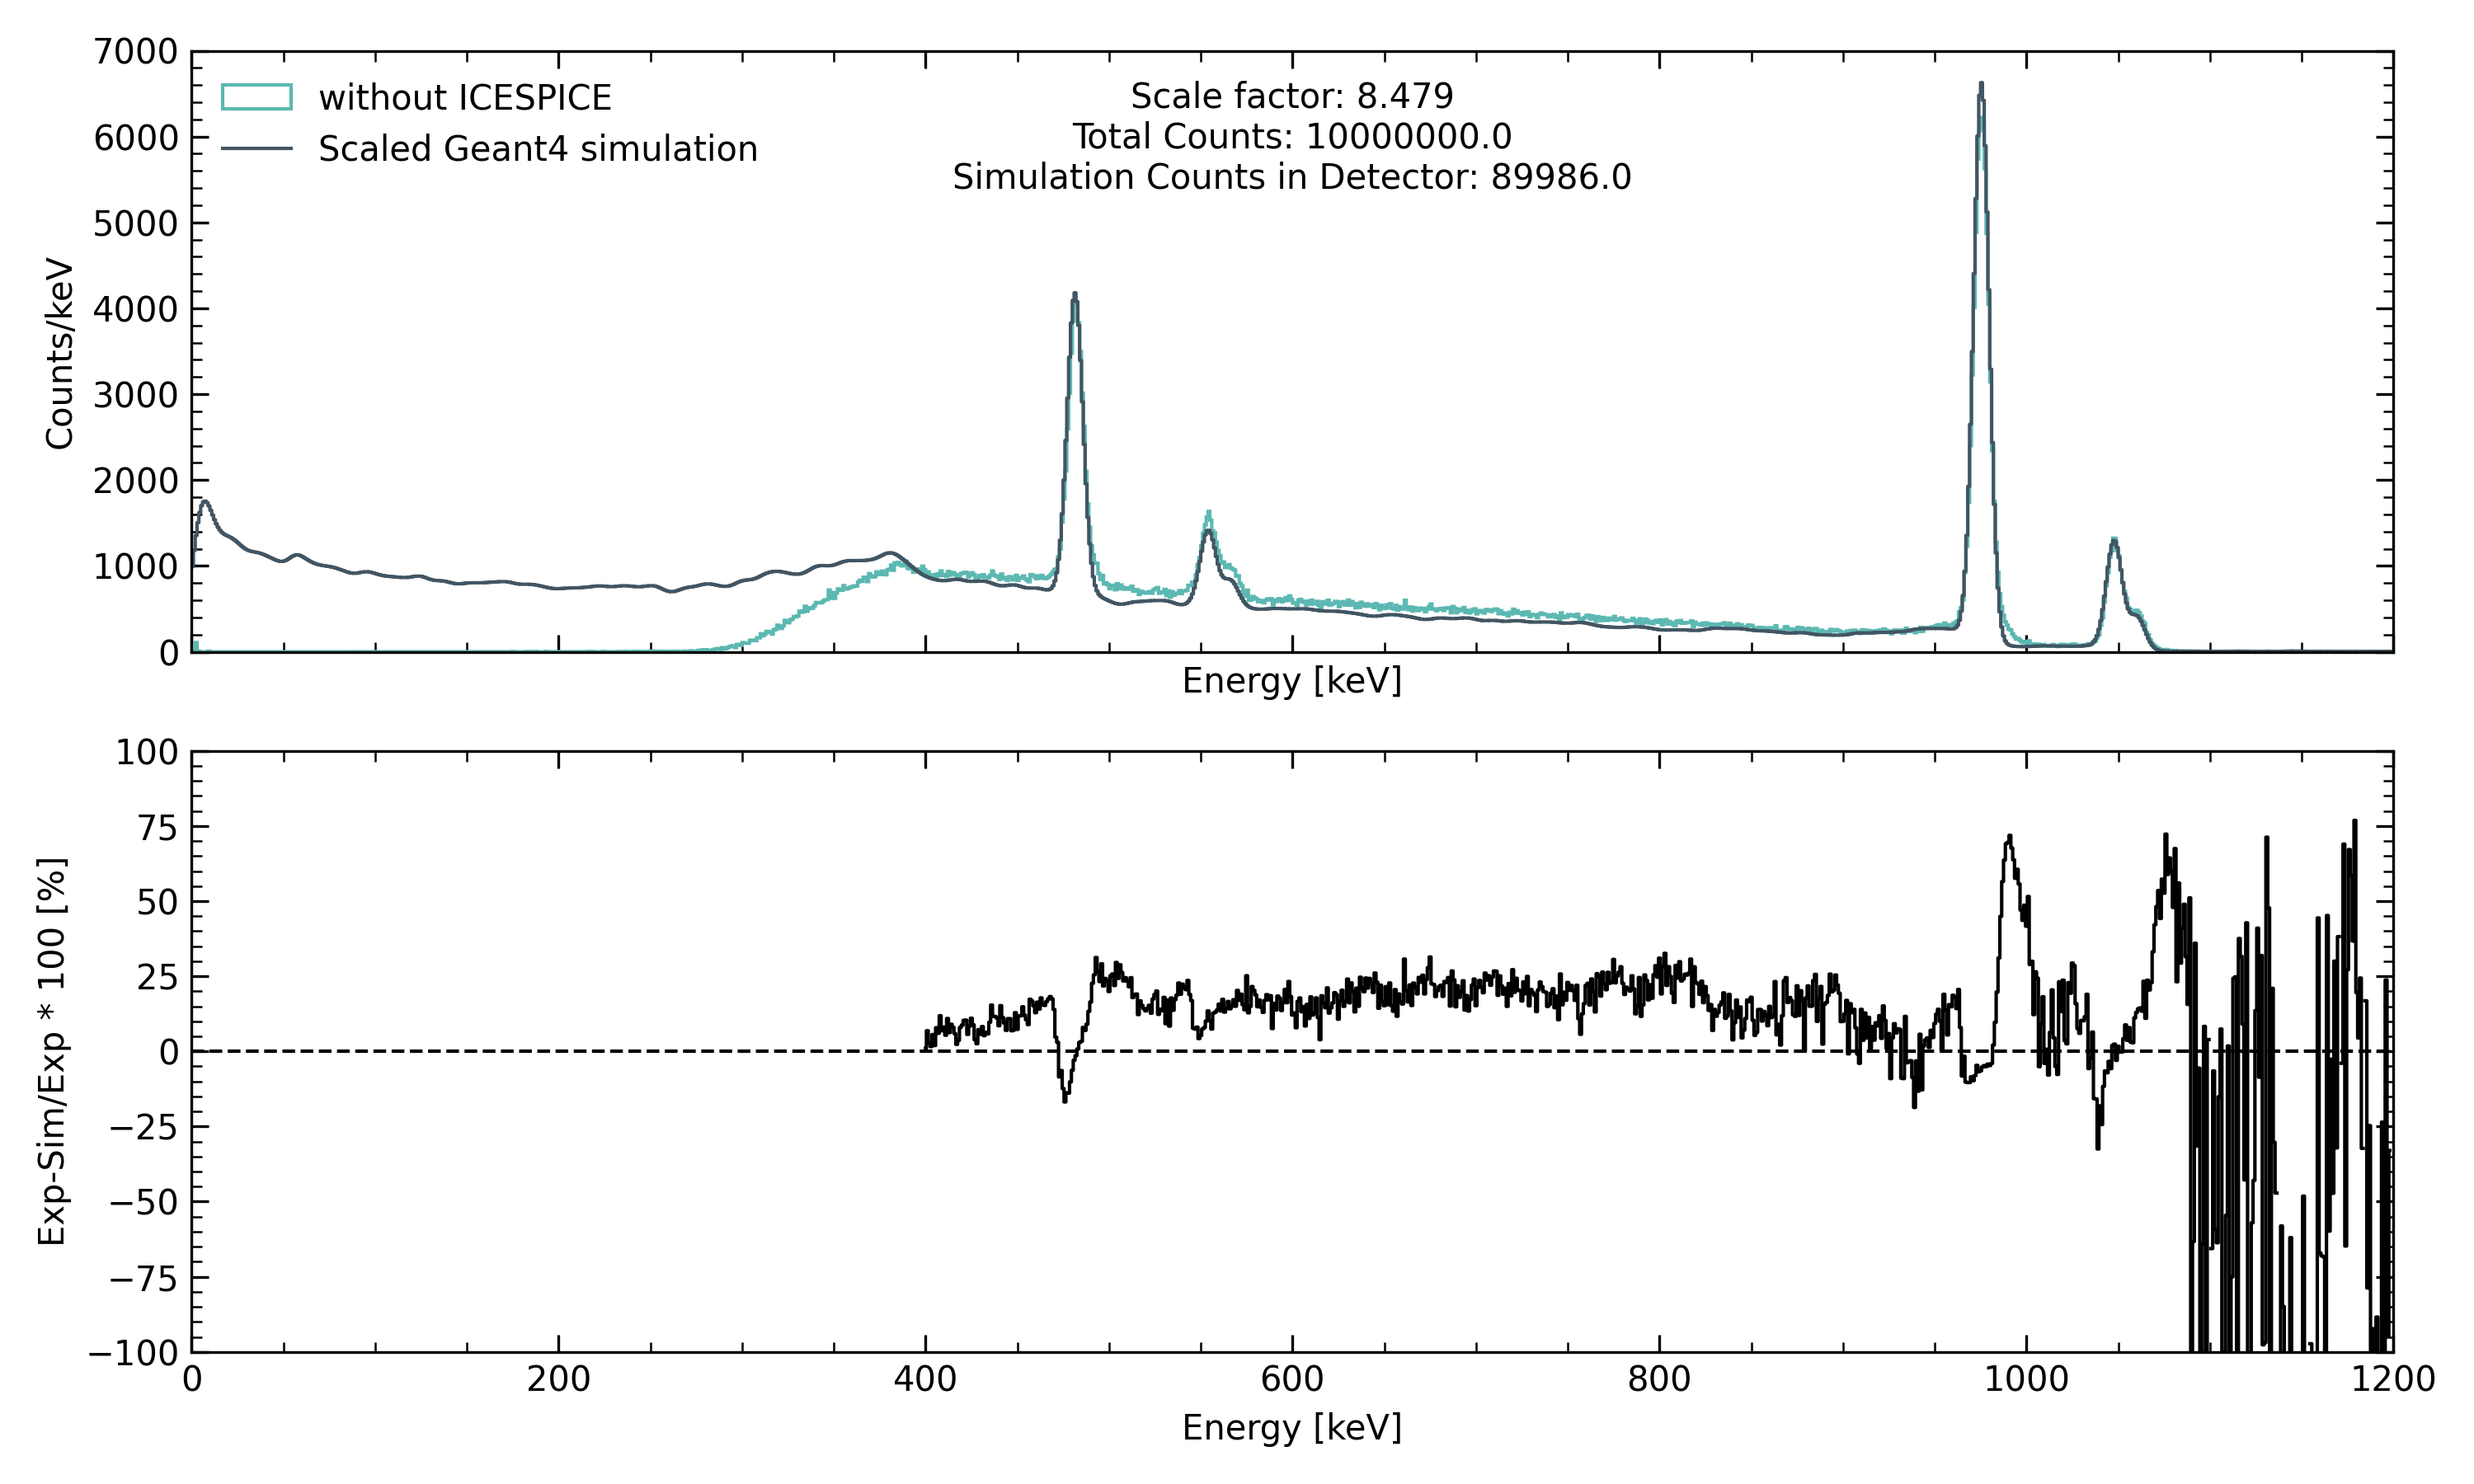 7000
6000
5000
4000
3000
2000
1000
0
Counts/keV
without ICESPICE
Scaled Geant4 simulation
Scale factor: 8.479
Total Counts: 10000000.0
Simulation Counts in Detector: 89986.0
Energy [keV]
100
75
50
25
0
−25
−50
−75
−100
Exp-Sim/Exp * 100 [%]
0 200 400 600 800 1000 1200
Energy [keV]